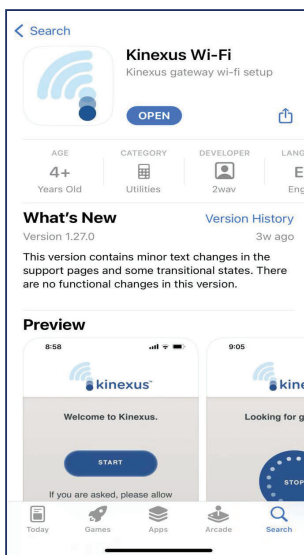 Search
Kinexus Wi-Fi
Kinexus gateway wi-fi setup
OPEN
AGE
CATEGORY
DEVELOPER
LANG
4+
E
Years Old
Utilities
2wav
Eng
What's New
Version History
Version 1.27.0
3w ago
This version contains minor text changes in the
support pages and some transitional states. There
are no functional changes in this version.
Preview
8:58
9:05
kinexus
kine
Welcome to Kinexus.
Looking for g
START
STOP
If you are asked, please allow
Today
Games
Apps
Arcade
Search